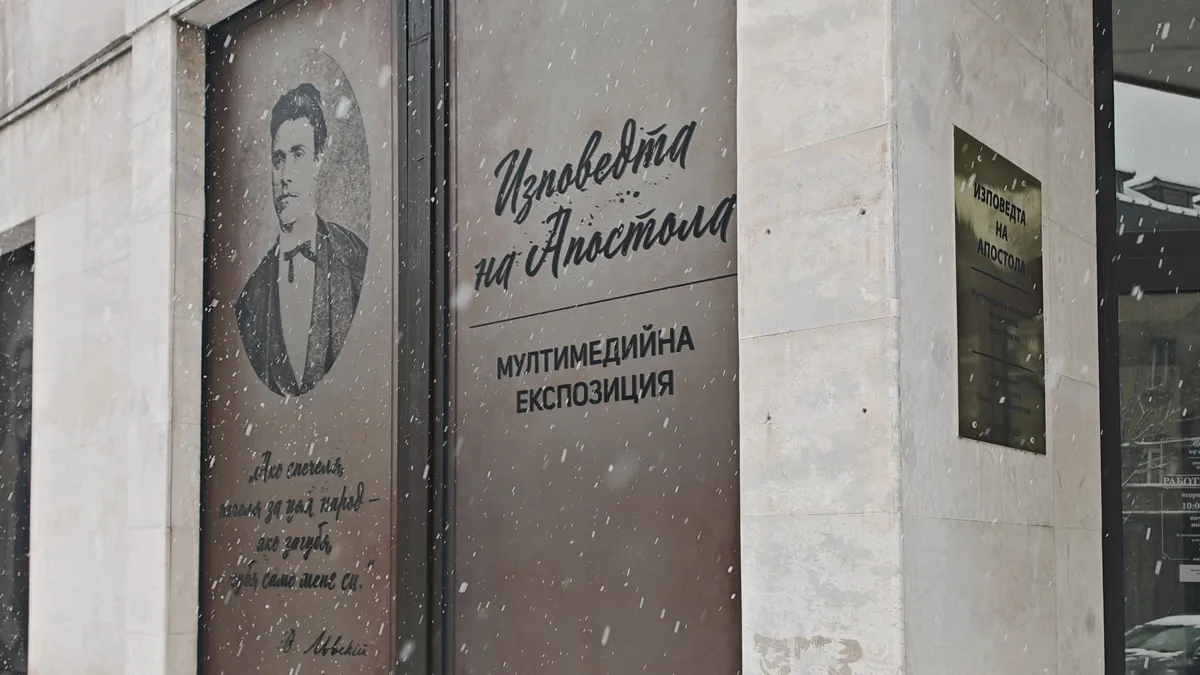 „Ако спечеля,
печеля за цял народ –
ако загубя,
губя само мене си."
В. Левский
Изповедта
на Апостола
МУЛТИМЕДИЙНА
ЕКСПОЗИЦИЯ
ИЗПОВЕДТА
НА
АПОСТОЛА